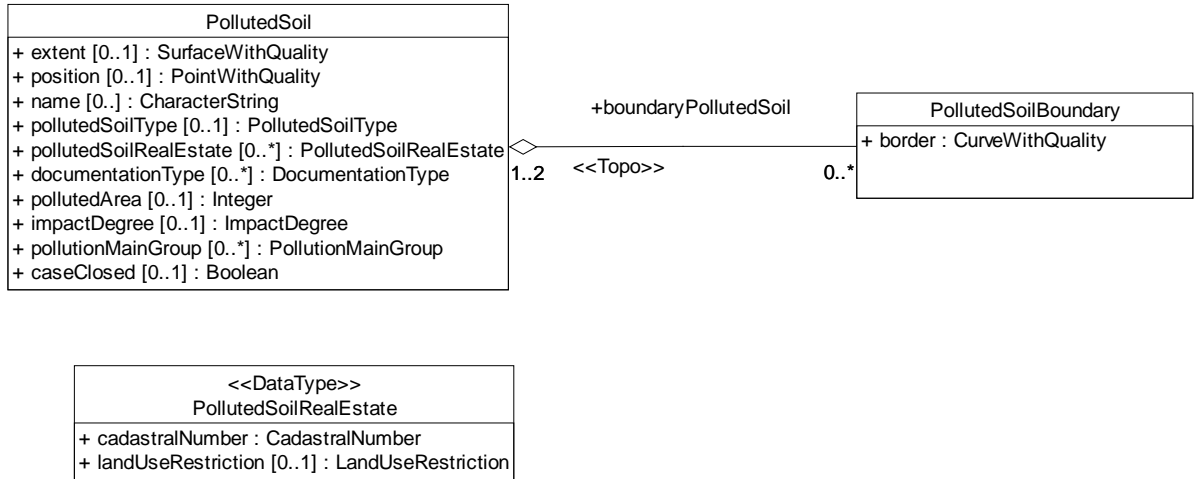 PollutedSoil
+ extent [0..1] : SurfaceWithQuality
+ position [0..1] : PointWithQuality
+ name [0..] : CharacterString
+ pollutedSoilType [0..1] : PollutedSoilType
+ pollutedSoilRealEstate [0..*] : PollutedSoilRealEstate
+ documentationType [0..*] : DocumentationType
+ pollutedArea [0..1] : Integer
+ impactDegree [0..1] : ImpactDegree
+ pollutionMainGroup [0..*] : PollutionMainGroup
+ caseClosed [0..1] : Boolean
+boundaryPollutedSoil
1..2 <<Topo>> 0..*
PollutedSoilBoundary
+ border : CurveWithQuality
<<DataType>>
PollutedSoilRealEstate
+ cadastralNumber : CadastralNumber
+ landUseRestriction [0..1] : LandUseRestriction